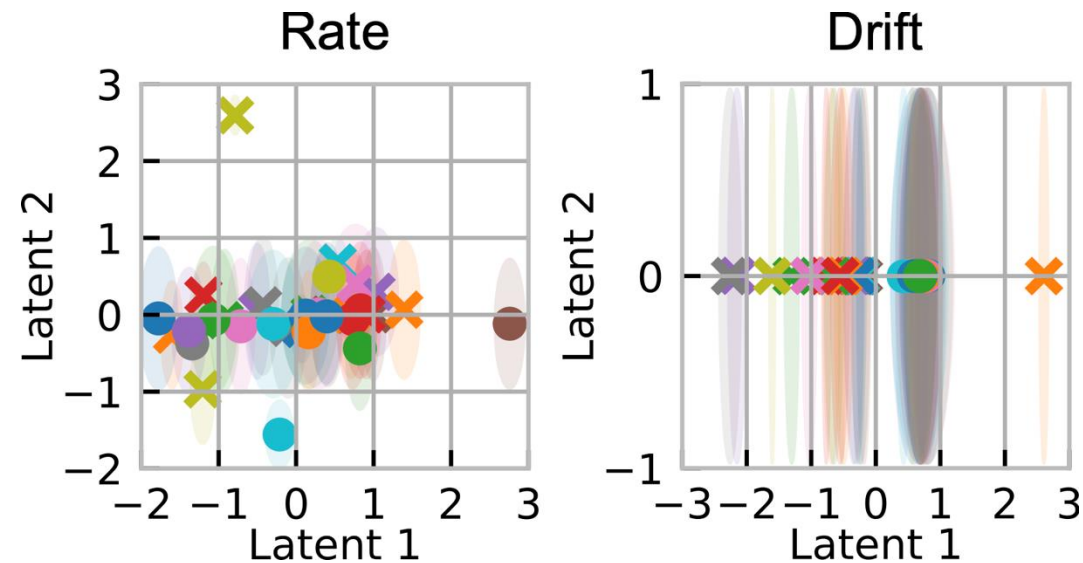 Rate
3
2
1
0
−1
−2
−2 −1 0 1 2 3
Latent 1
Latent 2
Drift
1
0
−1
−3 −2 −1 0 1 2 3
Latent 1
Latent 2